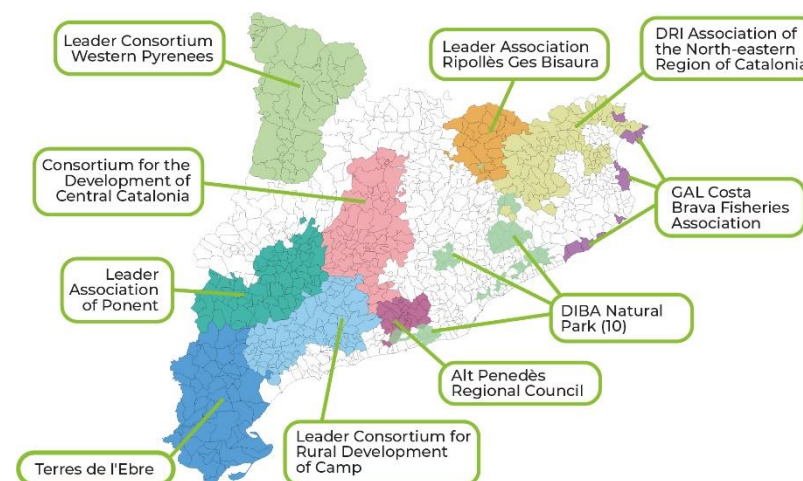 Leader Consortium
Western Pyrenees
Leader Association
Ripollès Ges Bisaura
DRI Association of
the North-eastern
Region of Catalonia
Consortium for the
Development of
Central Catalonia
GAL Costa
Brava Fisheries
Association
Leader
Association
of Ponent
DIBA Natural
Park (10)
Alt Penedès
Regional Council
Leader Consortium for
Rural Development
of Camp
Terres de l'Ebre